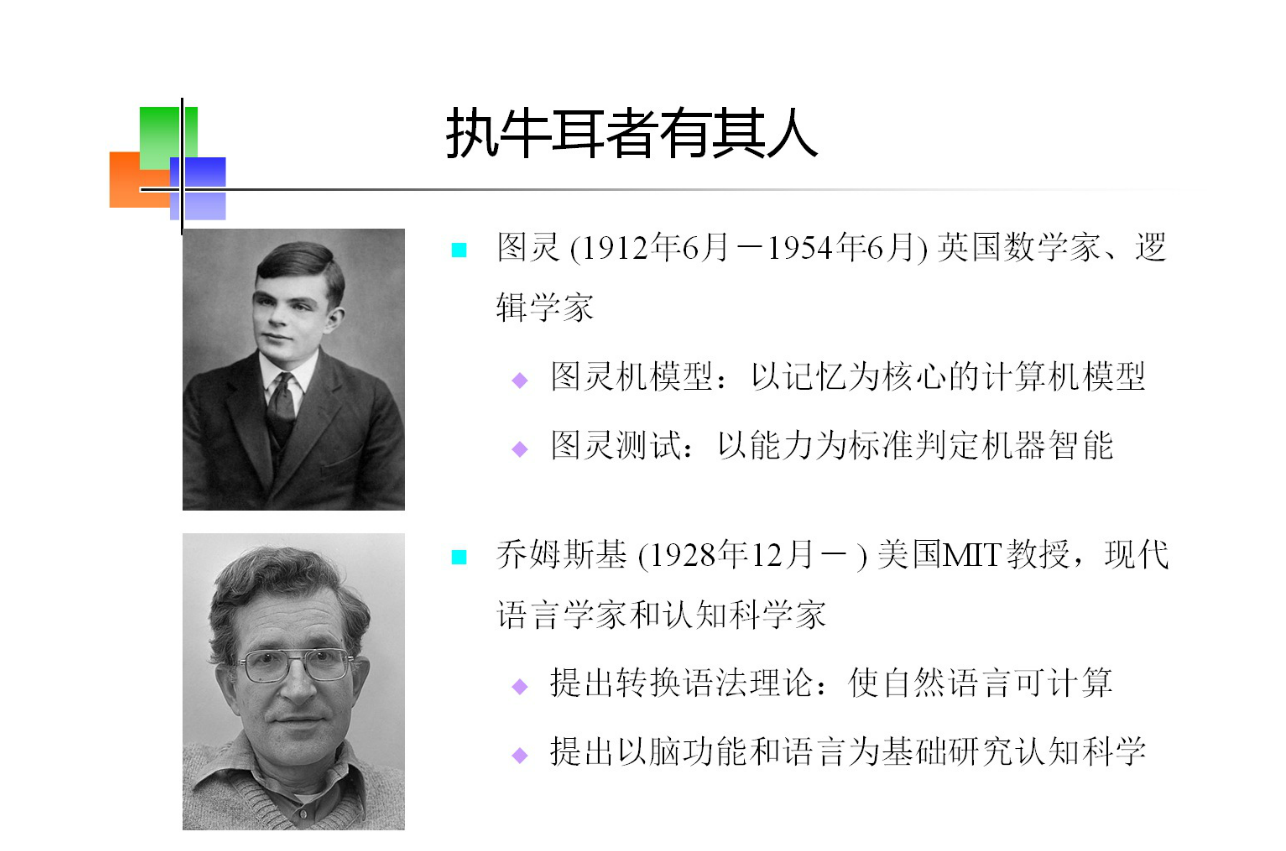 执牛耳者有其人
图灵 (1912年6月－1954年6月) 英国数学家、逻
辑学家
图灵机模型：以记忆为核心的计算机模型
图灵测试：以能力为标准判定机器智能
乔姆斯基 (1928年12月－ ) 美国MIT教授，现代
语言学家和认知科学家
提出转换语法理论：使自然语言可计算
提出以脑功能和语言为基础研究认知科学